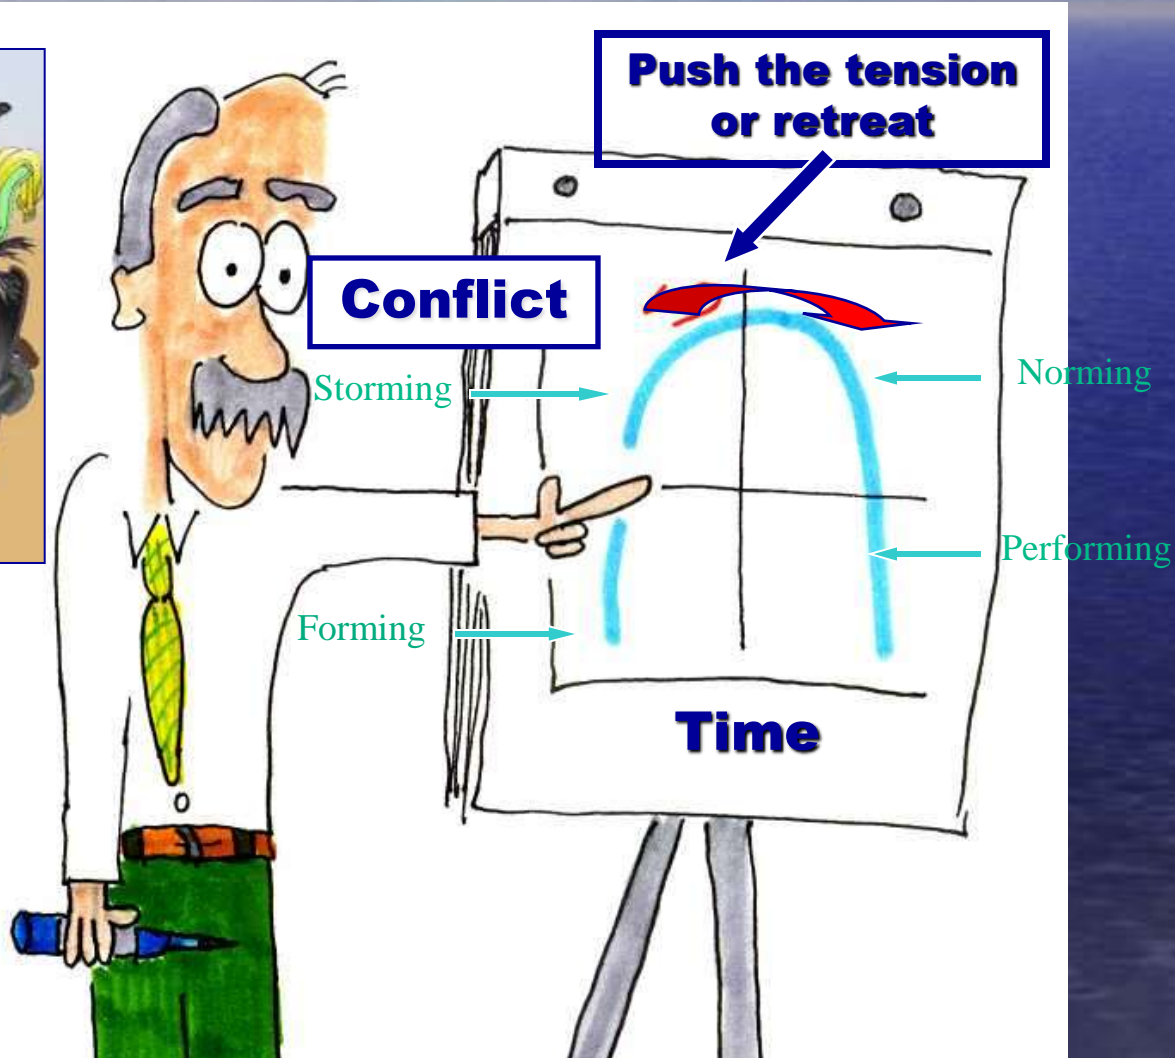 Push the tension
or retreat
Conflict
Storming
Norming
Performing
Forming
Time